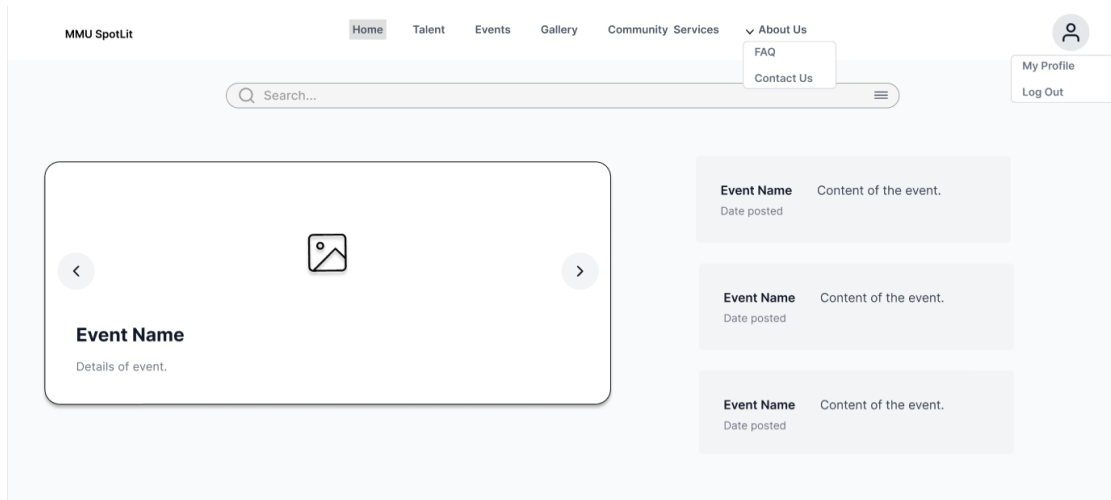 MMU SpotLit
Home Talent Events Gallery Community Services About Us
FAQ
Contact Us
My Profile
Log Out
Search...
Event Name
Details of event.
Event Name Content of the event.
Date posted
Event Name Content of the event.
Date posted
Event Name Content of the event.
Date posted